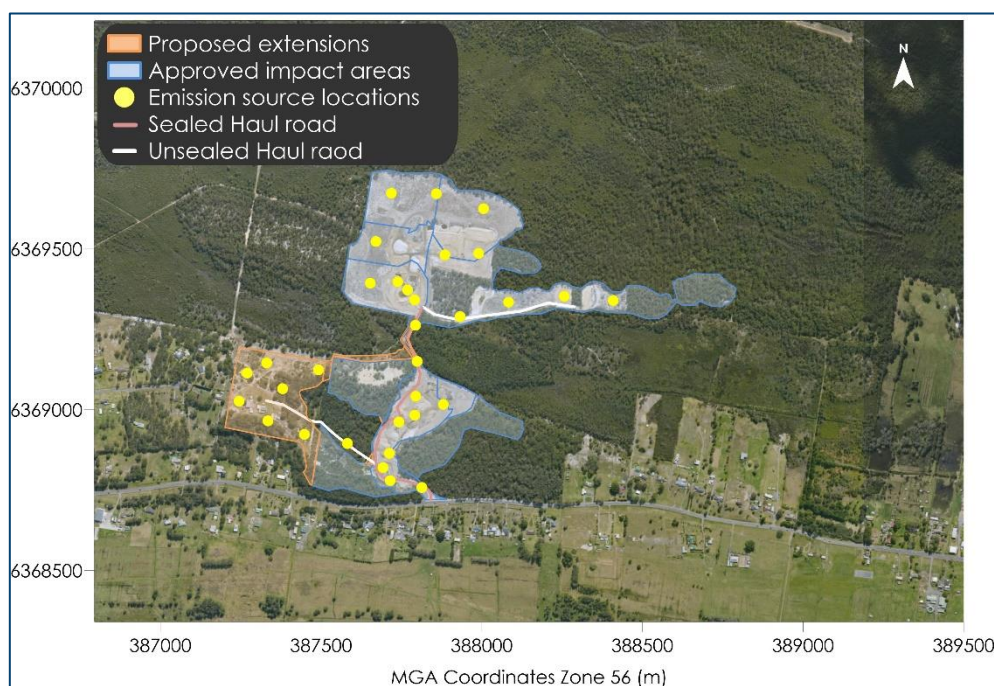 Proposed extensions
Approved impact areas
Emission source locations
Sealed Haul road
Unsealed Haul raod
N
6370000
6369500
6369000
6368500
387000
387500
388000
388500
389000
389500
MGA Coordinates Zone 56 (m)